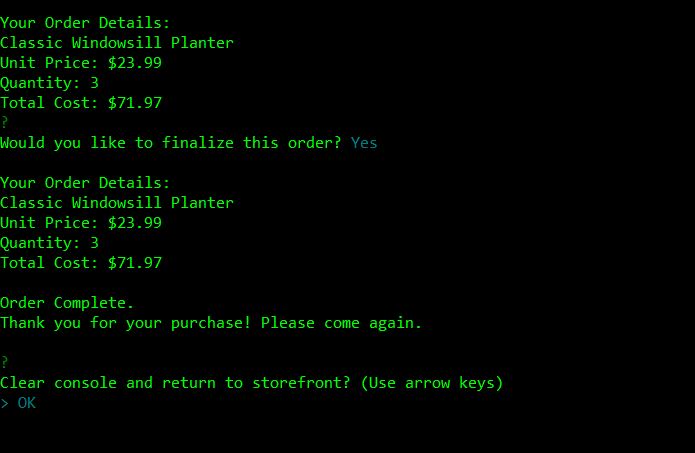 Your Order Details:
Classic Windowsill Planter
Unit Price: $23.99
Quantity: 3
Total Cost: $71.97
?
Would you like to finalize this order? Yes
Your Order Details:
Classic Windowsill Planter
Unit Price: $23.99
Quantity: 3
Total Cost: $71.97
Order Complete.
Thank you for your purchase! Please come again.
?
Clear console and return to storefront? (Use arrow keys)
> OK